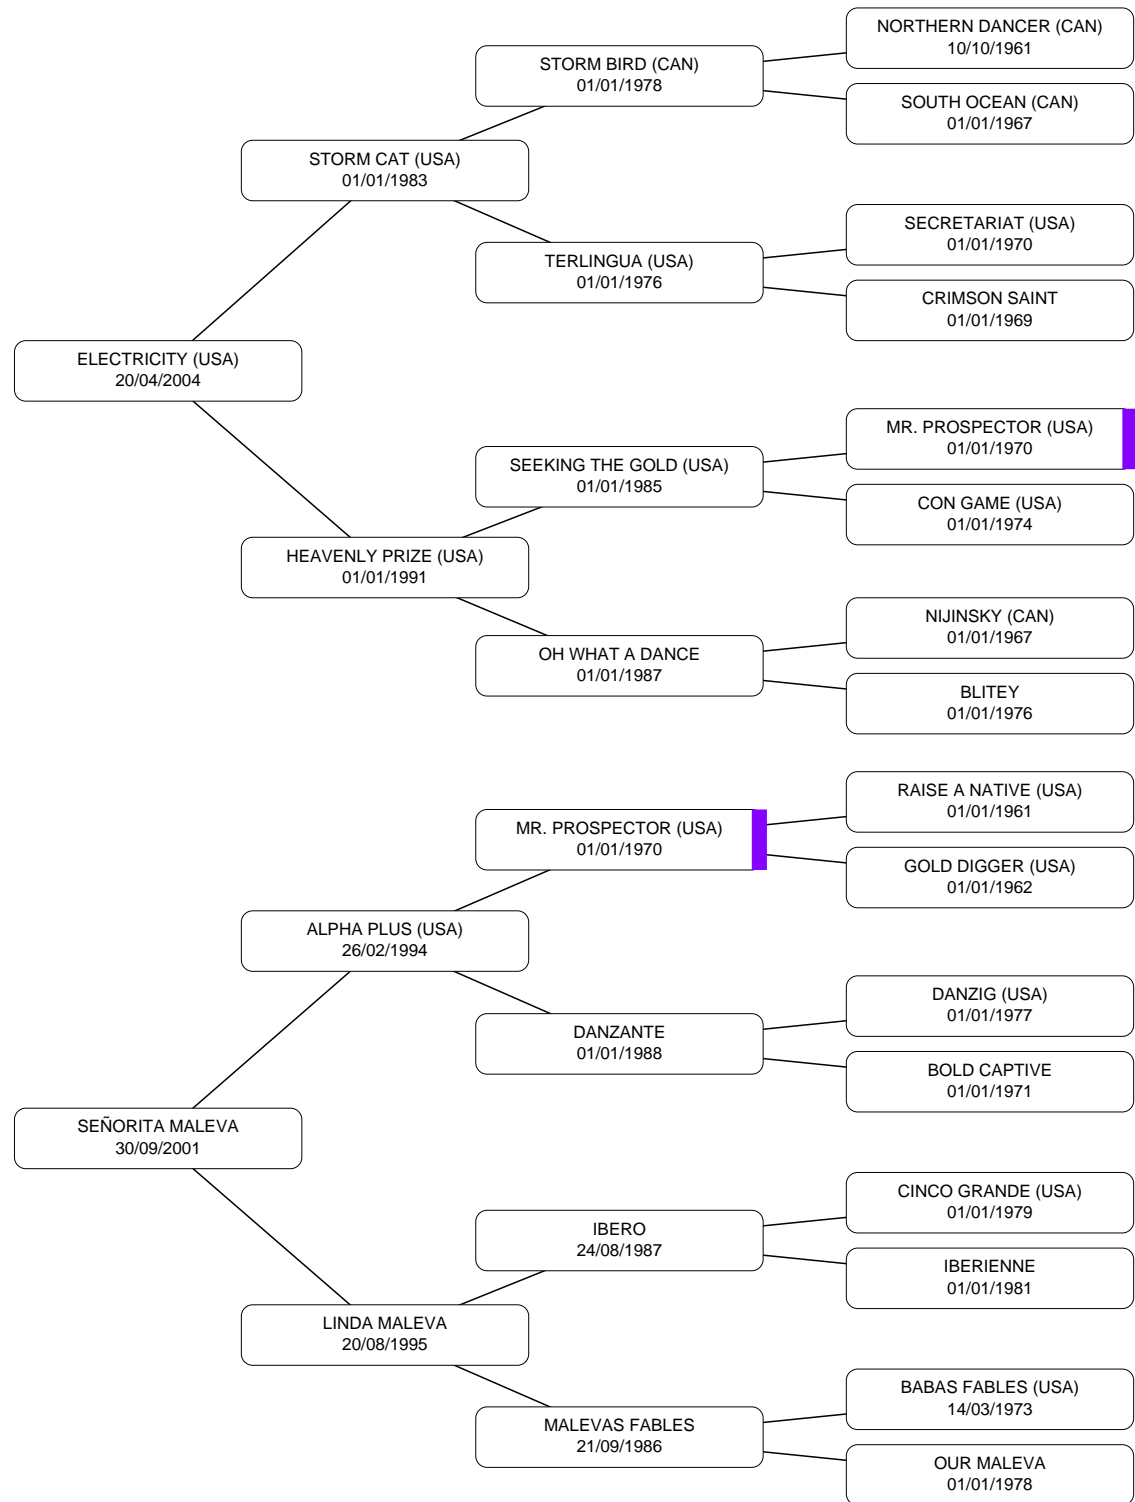 NORTHERN DANCER (CAN)
10/10/1961
STORM BIRD (CAN)
01/01/1978
SOUTH OCEAN (CAN)
01/01/1967
STORM CAT (USA)
01/01/1983
SECRETARIAT (USA)
01/01/1970
TERLINGUA (USA)
01/01/1976
CRIMSON SAINT
01/01/1969
ELECTRICITY (USA)
20/04/2004
MR. PROSPECTOR (USA)
01/01/1970
SEEKING THE GOLD (USA)
01/01/1985
CON GAME (USA)
01/01/1974
HEAVENLY PRIZE (USA)
01/01/1991
NIJINSKY (CAN)
01/01/1967
OH WHAT A DANCE
01/01/1987
BLITEY
01/01/1976
RAISE A NATIVE (USA)
01/01/1961
MR. PROSPECTOR (USA)
01/01/1970
GOLD DIGGER (USA)
01/01/1962
ALPHA PLUS (USA)
26/02/1994
DANZIG (USA)
01/01/1977
DANZANTE
01/01/1988
BOLD CAPTIVE
01/01/1971
SEÑORITA MALEVA
30/09/2001
CINCO GRANDE (USA)
01/01/1979
IBERO
24/08/1987
IBERIENNE
01/01/1981
LINDA MALEVA
20/08/1995
BABAS FABLES (USA)
14/03/1973
MALEVAS FABLES
21/09/1986
OUR MALEVA
01/01/1978